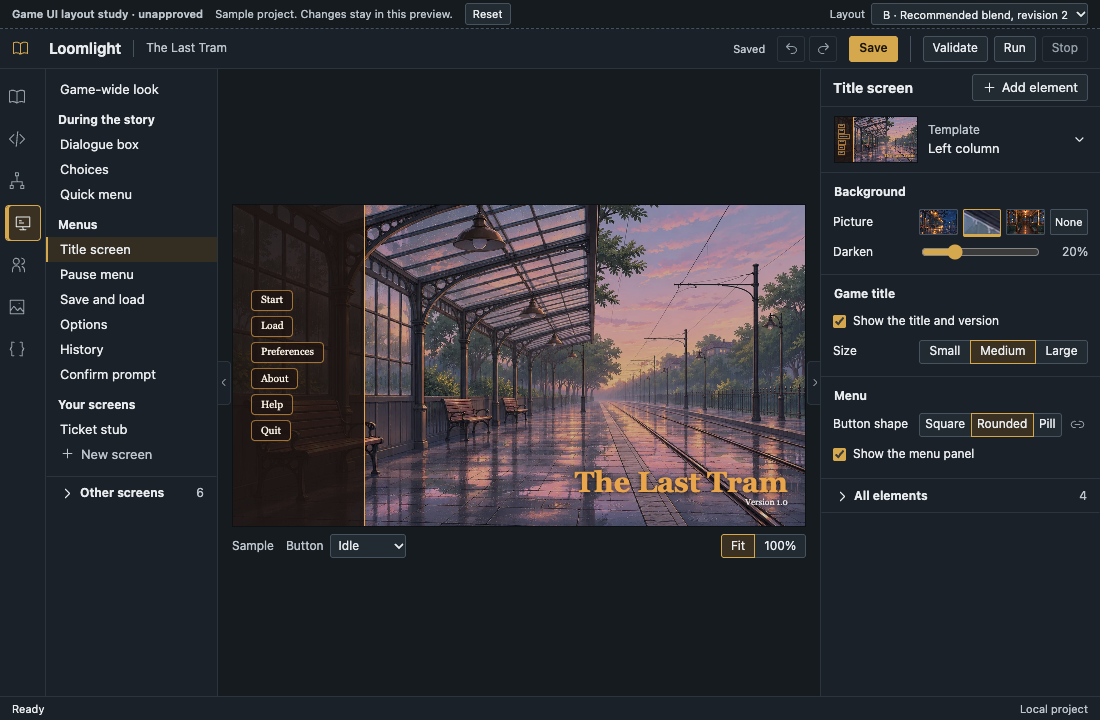 Game UI layout study · unapproved Sample project. Changes stay in this preview. Reset Layout B · Recommended blend, revision 2
Loomlight The Last Tram Saved Save Validate Run Stop
Game-wide look
During the story
Dialogue box
Choices
Quick menu
Menus
Title screen
Pause menu
Save and load
Options
History
Confirm prompt
Your screens
Ticket stub
New screen
Other screens 6
Start
Load
Preferences
About
Help
Quit
The Last Tram
Version 1.0
Sample Button Idle Fit 100%
Title screen Add element
Template
Left column
Background
Picture None
Darken 20%
Game title
Show the title and version
Size Small Medium Large
Menu
Button shape Square Rounded Pill
Show the menu panel
All elements 4
Ready Local project